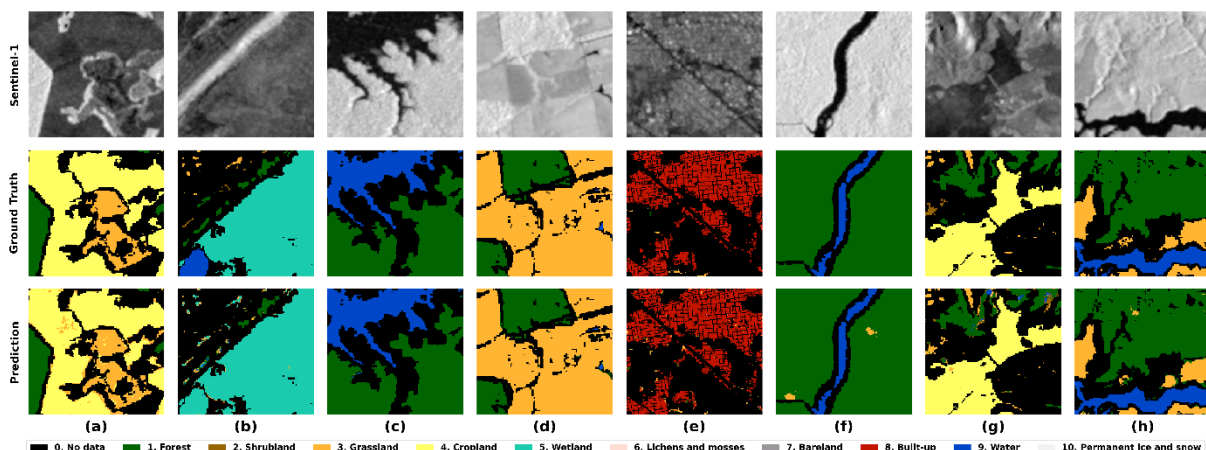 Sentinel-1
Ground Truth
Prediction
(a) (b) (c) (d) (e) (f) (g) (h)
0. No data 1. Forest 2. Shrubland 3. Grassland 4. Cropland 5. Wetland 6. Lichens and mosses 7. Bareland 8. Built-up 9. Water 10. Permanent ice and snow